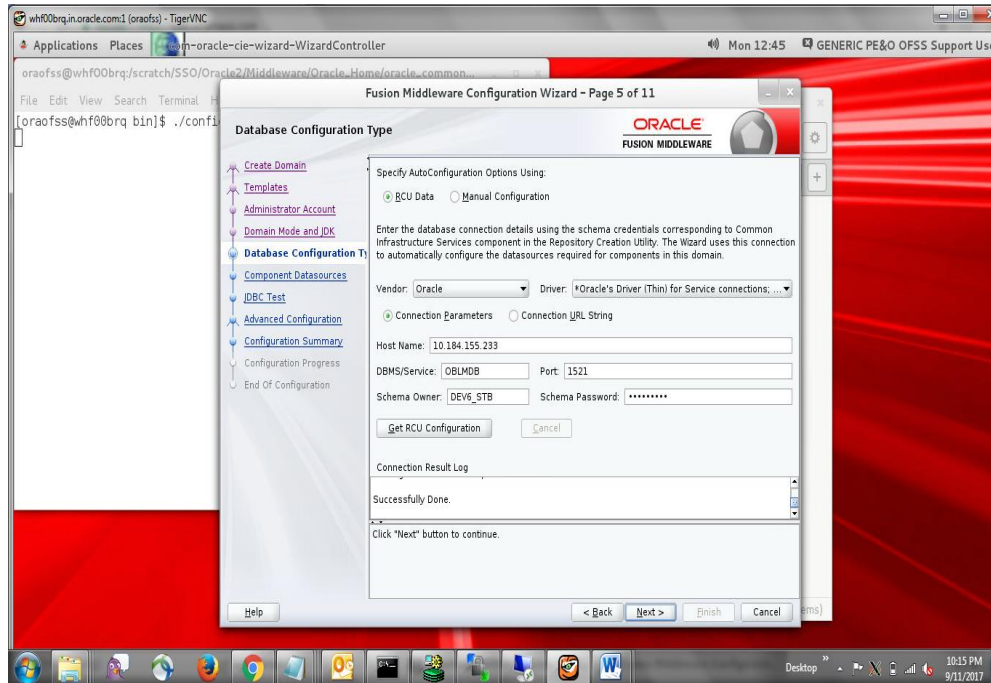 whf00brq.in.oracle.com:1 (oraofss) - TigerVNC
Applications Places om-oracle-cie-wizard-WizardController Mon 12:45 GENERIC PE&O OFSS Support Us
oraofss@whf00brq:/scratch/SSO/Oracle2/Middleware/Oracle_Home/oracle_common...
File Edit View Search Terminal H
[oraofss@whf00brq bin]$ ./confi
Fusion Middleware Configuration Wizard - Page 5 of 11
Database Configuration Type
ORACLE
FUSION MIDDLEWARE
Create Domain
Templates
Administrator Account
Domain Mode and JDK
Database Configuration Ty
Component Datasources
JDBC Test
Advanced Configuration
Configuration Summary
Configuration Progress
End Of Configuration
Specify AutoConfiguration Options Using:
RCU Data Manual Configuration
Enter the database connection details using the schema credentials corresponding to Common
Infrastructure Services component in the Repository Creation Utility. The Wizard uses this connection
to automatically configure the datasources required for components in this domain.
Vendor: Oracle Driver: *Oracle's Driver (Thin) for Service connections; ...
Connection Parameters Connection URL String
Host Name: 10.184.155.233
DBMS/Service: OBLMDB Port: 1521
Schema Owner: DEV6_STB Schema Password: •••••••••
Get RCU Configuration Cancel
Connection Result Log
Successfully Done.
Click "Next" button to continue.
Help < Back Next > Finish Cancel
ems)
Desktop 10:15 PM
9/11/2017